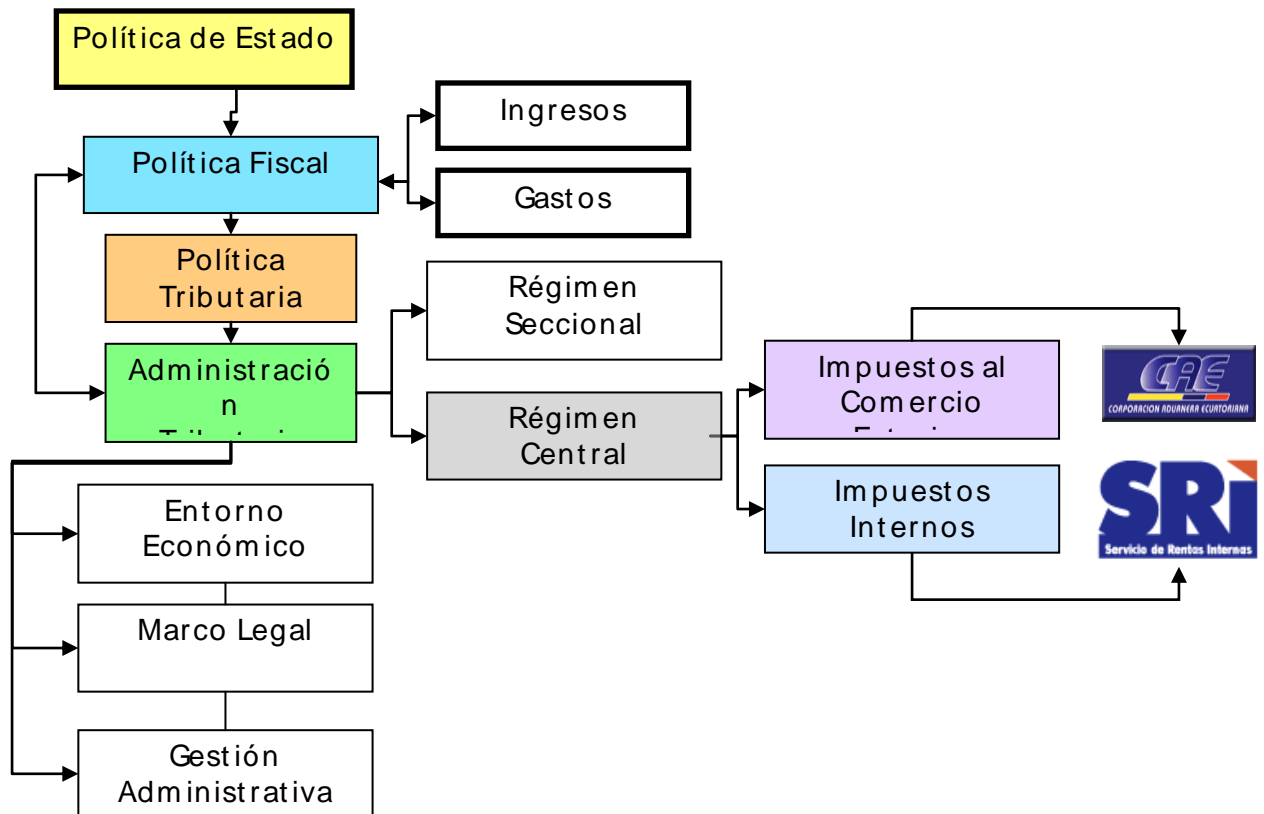 Política de Estado
Ingresos
Política Fiscal
Gastos
Política
Tributaria
Régimen
Seccional
Administració
n
Impuestos al
Comercio
CAE
CORPORACION ADUANERA ECUATORIANA
Régimen
Central
Impuestos
Internos
SRi
Servicio de Rentas Internas
Entorno
Económico
Marco Legal
Gestión
Administrativa